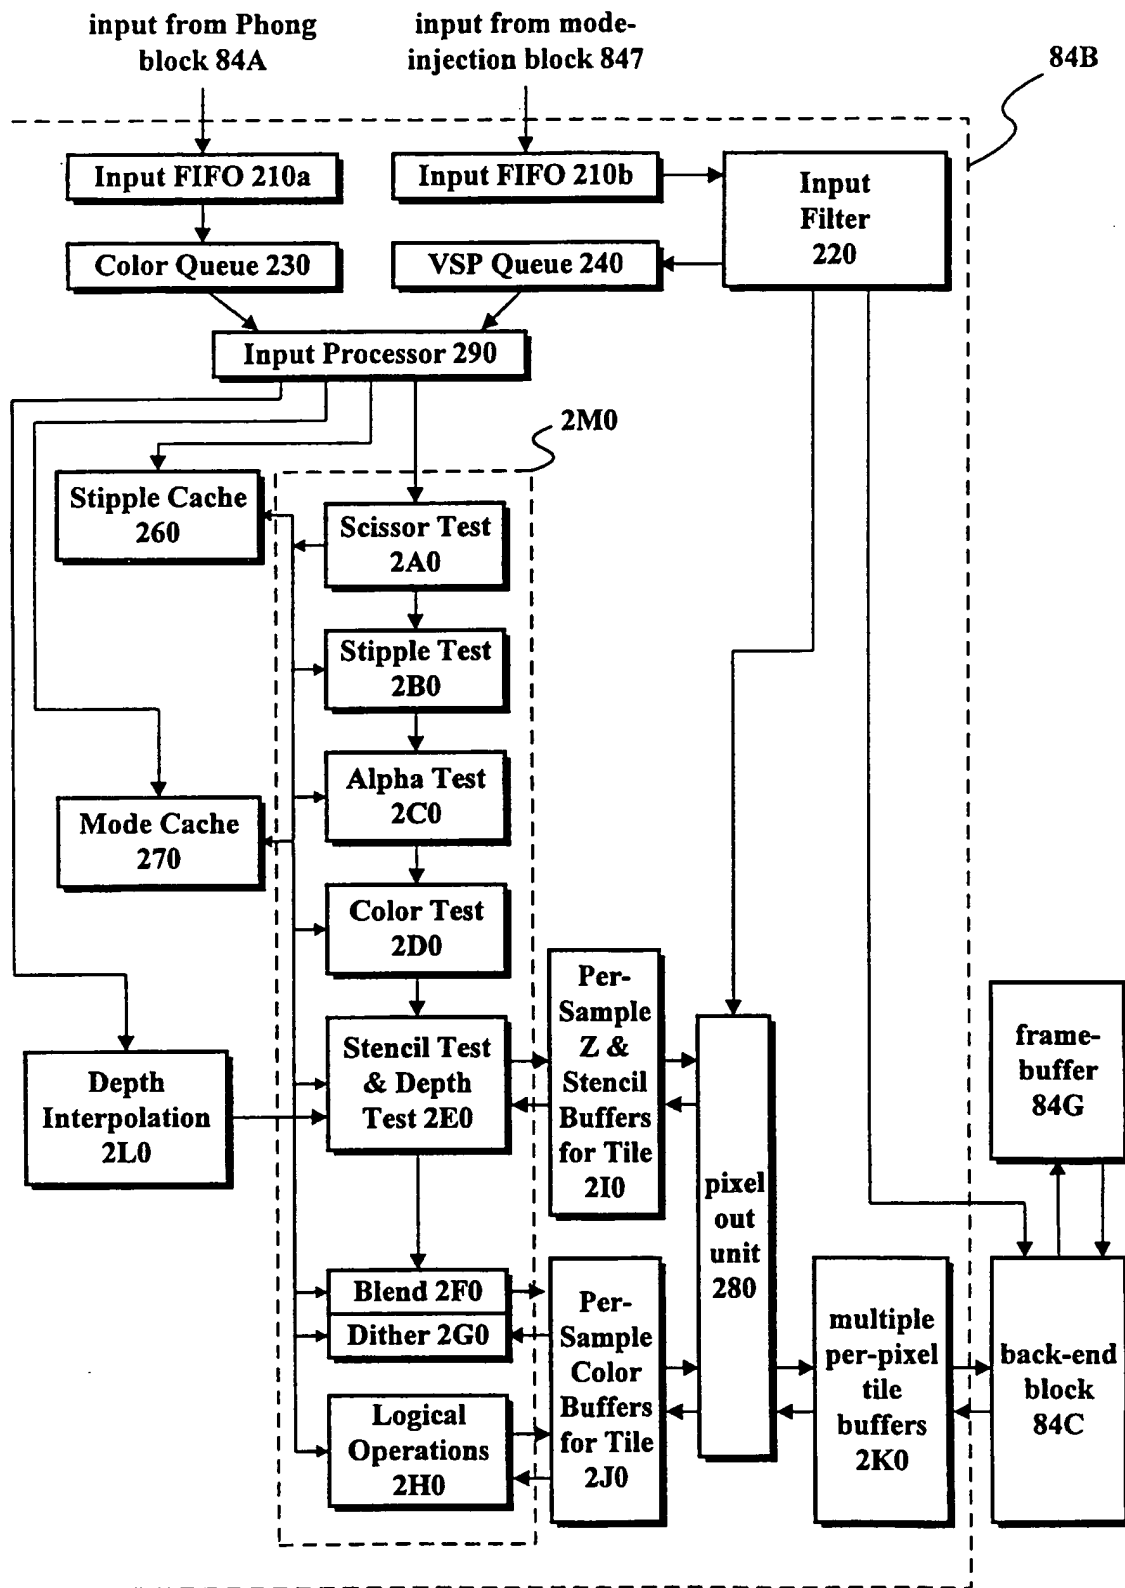 input from Phong
block 84A
input from mode-
injection block 847
84B
Input FIFO 210a
Input FIFO 210b
Input
Filter
220
Color Queue 230
VSP Queue 240
Input Processor 290
2M0
Stipple Cache
260
Scissor Test
2A0
Stipple Test
2B0
Alpha Test
2C0
Mode Cache
270
Color Test
2D0
Per-
Sample
Z &
Stencil
Buffers
for Tile
2I0
frame-
buffer
84G
Stencil Test
& Depth
Test 2E0
Depth
Interpolation
2L0
pixel
out
unit
280
Blend 2F0
Dither 2G0
Per-
Sample
Color
Buffers
for Tile
2J0
multiple
per-pixel
tile
buffers
2K0
back-end
block
84C
Logical
Operations
2H0